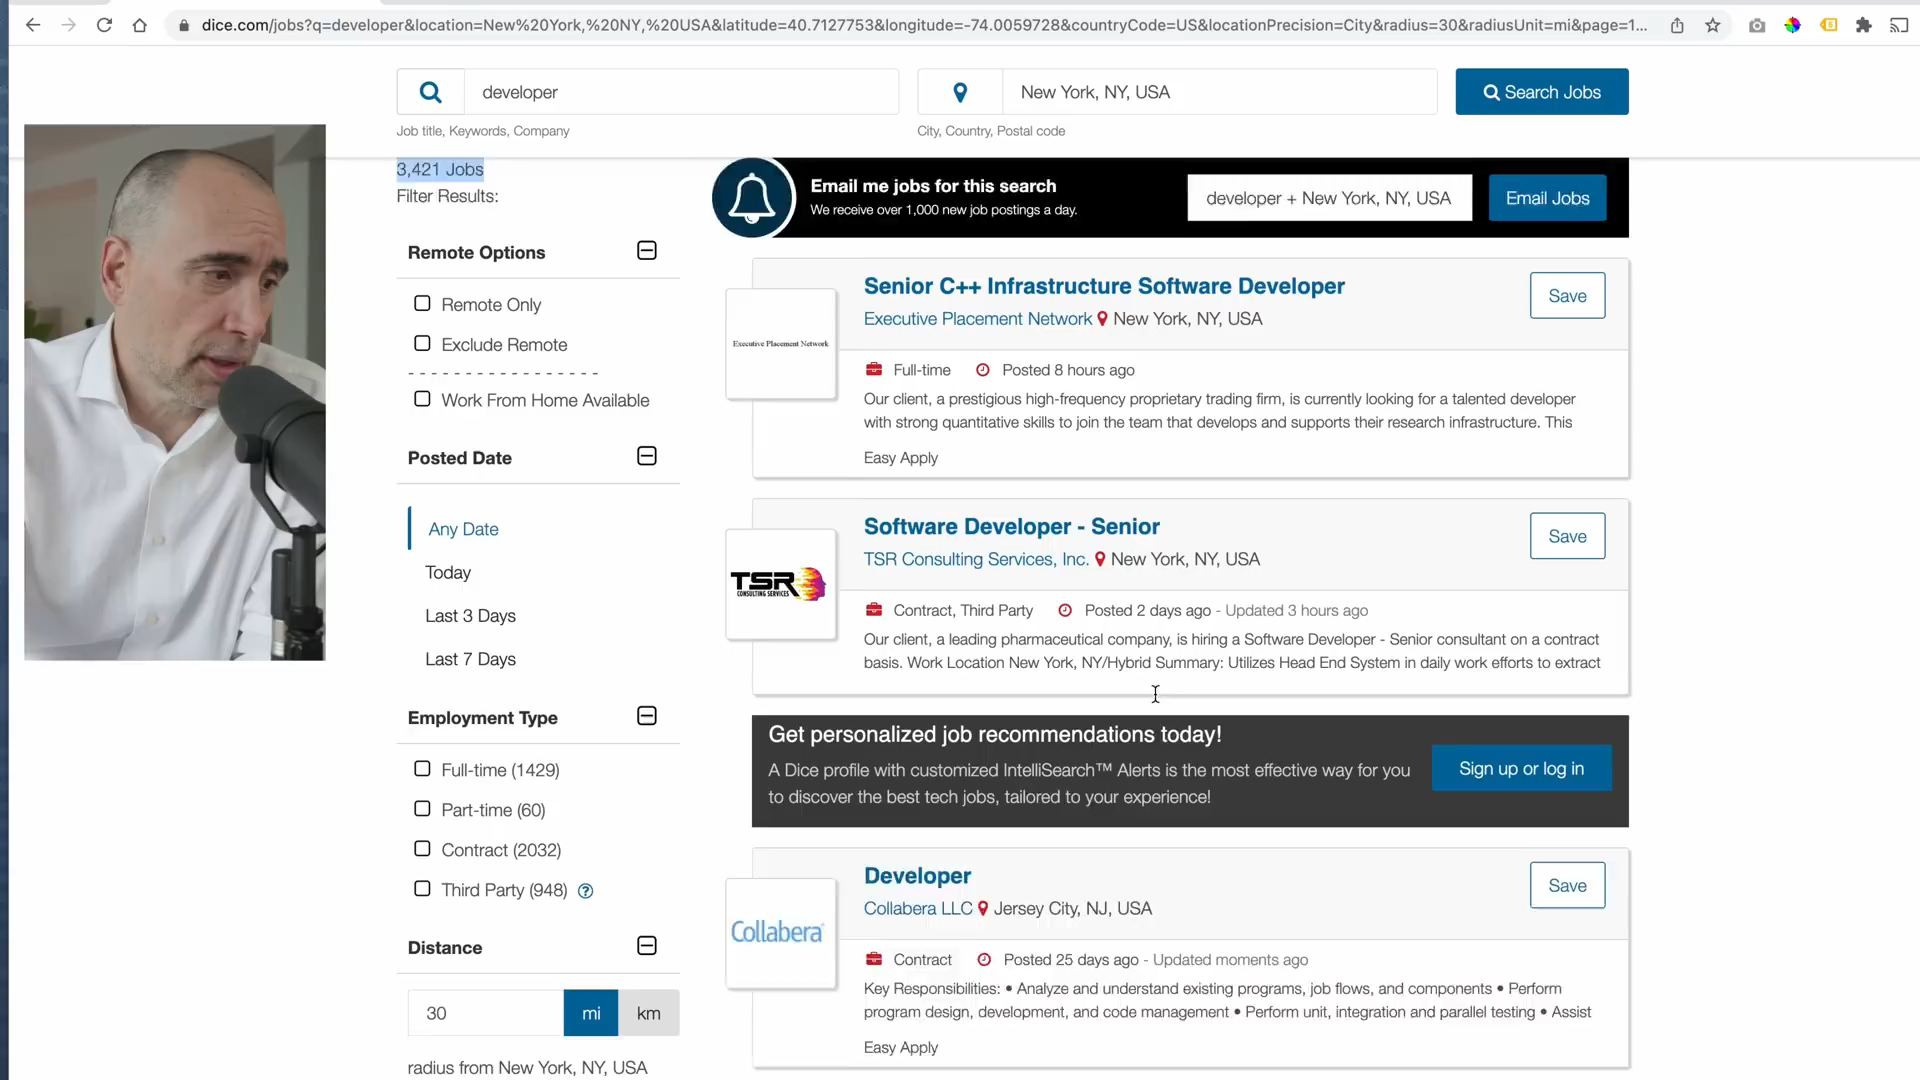 dice.com/jobs?q=developer&location=New%20York,%20NY,%20USA&latitude=40.7127753&longitude=-74.0059728&countryCode=US&locationPrecision=City&radius=30&radiusUnit=mi&page=1...
developer
New York, NY, USA
Search Jobs
Job title, Keywords, Company
City, Country, Postal code
3,421 Jobs
Filter Results:
Email me jobs for this search
We receive over 1,000 new job postings a day.
developer + New York, NY, USA
Email Jobs
Remote Options
Remote Only
Exclude Remote
Work From Home Available
Posted Date
Any Date
Today
Last 3 Days
Last 7 Days
Employment Type
Full-time (1429)
Part-time (60)
Contract (2032)
Third Party (948) ?
Distance
30
mi
km
radius from New York, NY, USA
Executive Placement Network
Senior C++ Infrastructure Software Developer
Save
Executive Placement Network New York, NY, USA
Full-time Posted 8 hours ago
Our client, a prestigious high-frequency proprietary trading firm, is currently looking for a talented developer
with strong quantitative skills to join the team that develops and supports their research infrastructure. This
Easy Apply
TSR
CONSULTING SERVICES
Software Developer - Senior
Save
TSR Consulting Services, Inc. New York, NY, USA
Contract, Third Party Posted 2 days ago - Updated 3 hours ago
Our client, a leading pharmaceutical company, is hiring a Software Developer - Senior consultant on a contract
basis. Work Location New York, NY/Hybrid Summary: Utilizes Head End System in daily work efforts to extract
Get personalized job recommendations today!
A Dice profile with customized IntelliSearch™ Alerts is the most effective way for you
to discover the best tech jobs, tailored to your experience!
Sign up or log in
Collabera
Developer
Save
Collabera LLC Jersey City, NJ, USA
Contract Posted 25 days ago - Updated moments ago
Key Responsibilities: • Analyze and understand existing programs, job flows, and components • Perform
program design, development, and code management • Perform unit, integration and parallel testing • Assist
Easy Apply